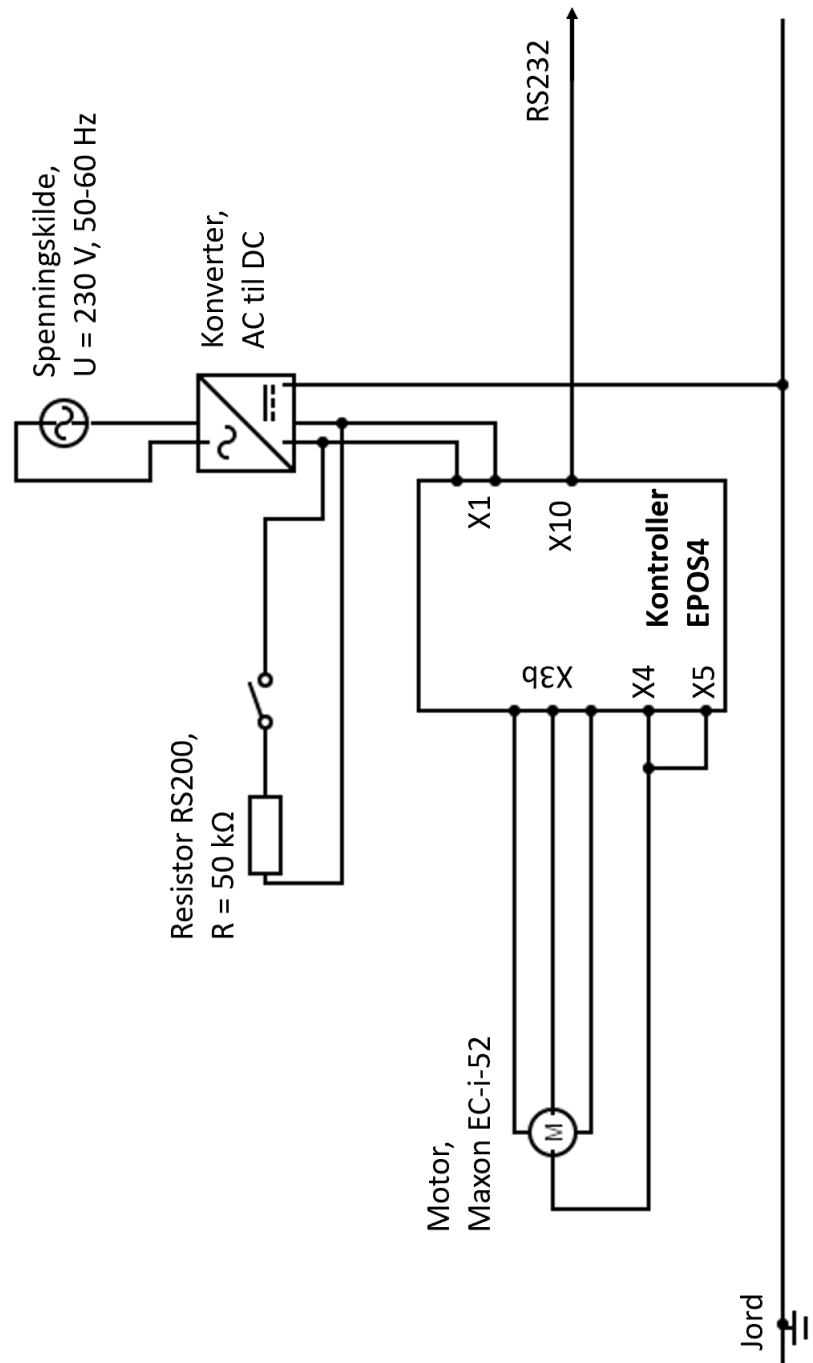 Spenningskilde,
U = 230 V, 50-60 Hz
Konverter,
AC til DC
RS232
Resistor RS200,
R = 50 kΩ
X1
X10
Kontroller
EPOS4
X3b
X4
X5
Motor,
Maxon EC-i-52
M
Jord